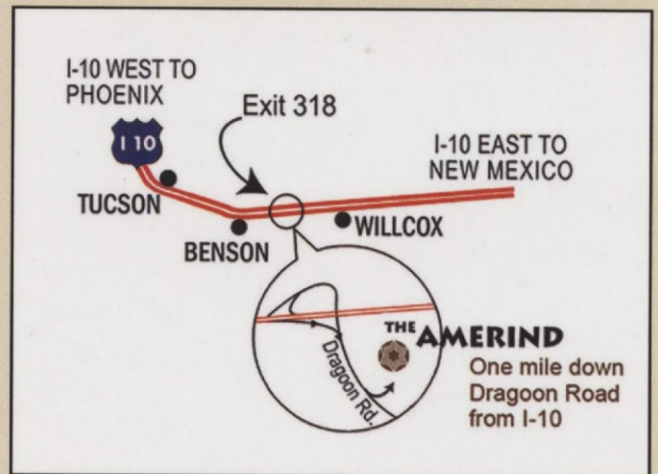 I-10 WEST TO
PHOENIX
I 10
Exit 318
I-10 EAST TO
NEW MEXICO
TUCSON
BENSON
WILLCOX
THE AMERIND
One mile down
Dragoon Road
from I-10
Dragoon Rd.